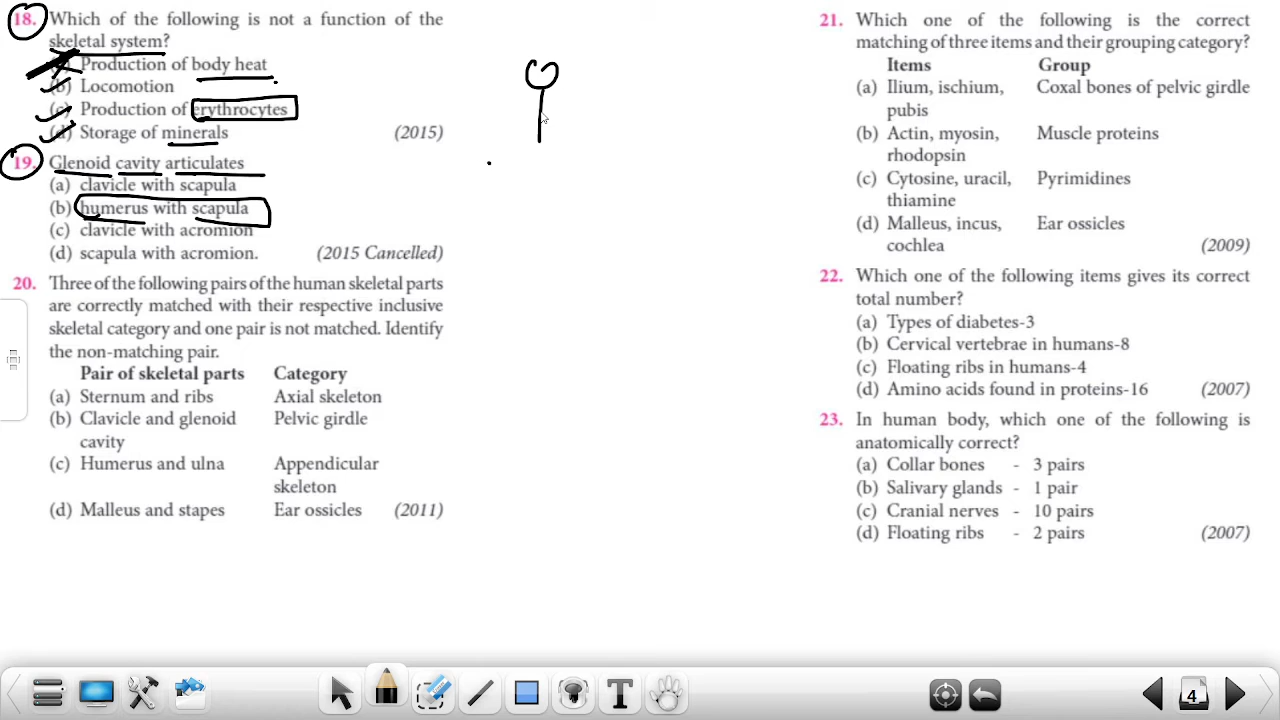 18. Which of the following is not a function of the
skeletal system?
(a) Production of body heat
(b) Locomotion
(c) Production of erythrocytes
(d) Storage of minerals (2015)
19. Glenoid cavity articulates
(a) clavicle with scapula
(b) humerus with scapula
(c) clavicle with acromion
(d) scapula with acromion. (2015 Cancelled)
20. Three of the following pairs of the human skeletal parts
are correctly matched with their respective inclusive
skeletal category and one pair is not matched. Identify
the non-matching pair.
Pair of skeletal parts Category
(a) Sternum and ribs Axial skeleton
(b) Clavicle and glenoid Pelvic girdle
cavity
(c) Humerus and ulna Appendicular
skeleton
(d) Malleus and stapes Ear ossicles (2011)
21. Which one of the following is the correct
matching of three items and their grouping category?
Items Group
(a) Ilium, ischium, Coxal bones of pelvic girdle
pubis
(b) Actin, myosin, Muscle proteins
rhodopsin
(c) Cytosine, uracil, Pyrimidines
thiamine
(d) Malleus, incus, Ear ossicles
cochlea (2009)
22. Which one of the following items gives its correct
total number?
(a) Types of diabetes-3
(b) Cervical vertebrae in humans-8
(c) Floating ribs in humans-4
(d) Amino acids found in proteins-16 (2007)
23. In human body, which one of the following is
anatomically correct?
(a) Collar bones - 3 pairs
(b) Salivary glands - 1 pair
(c) Cranial nerves - 10 pairs
(d) Floating ribs - 2 pairs (2007)
T
4